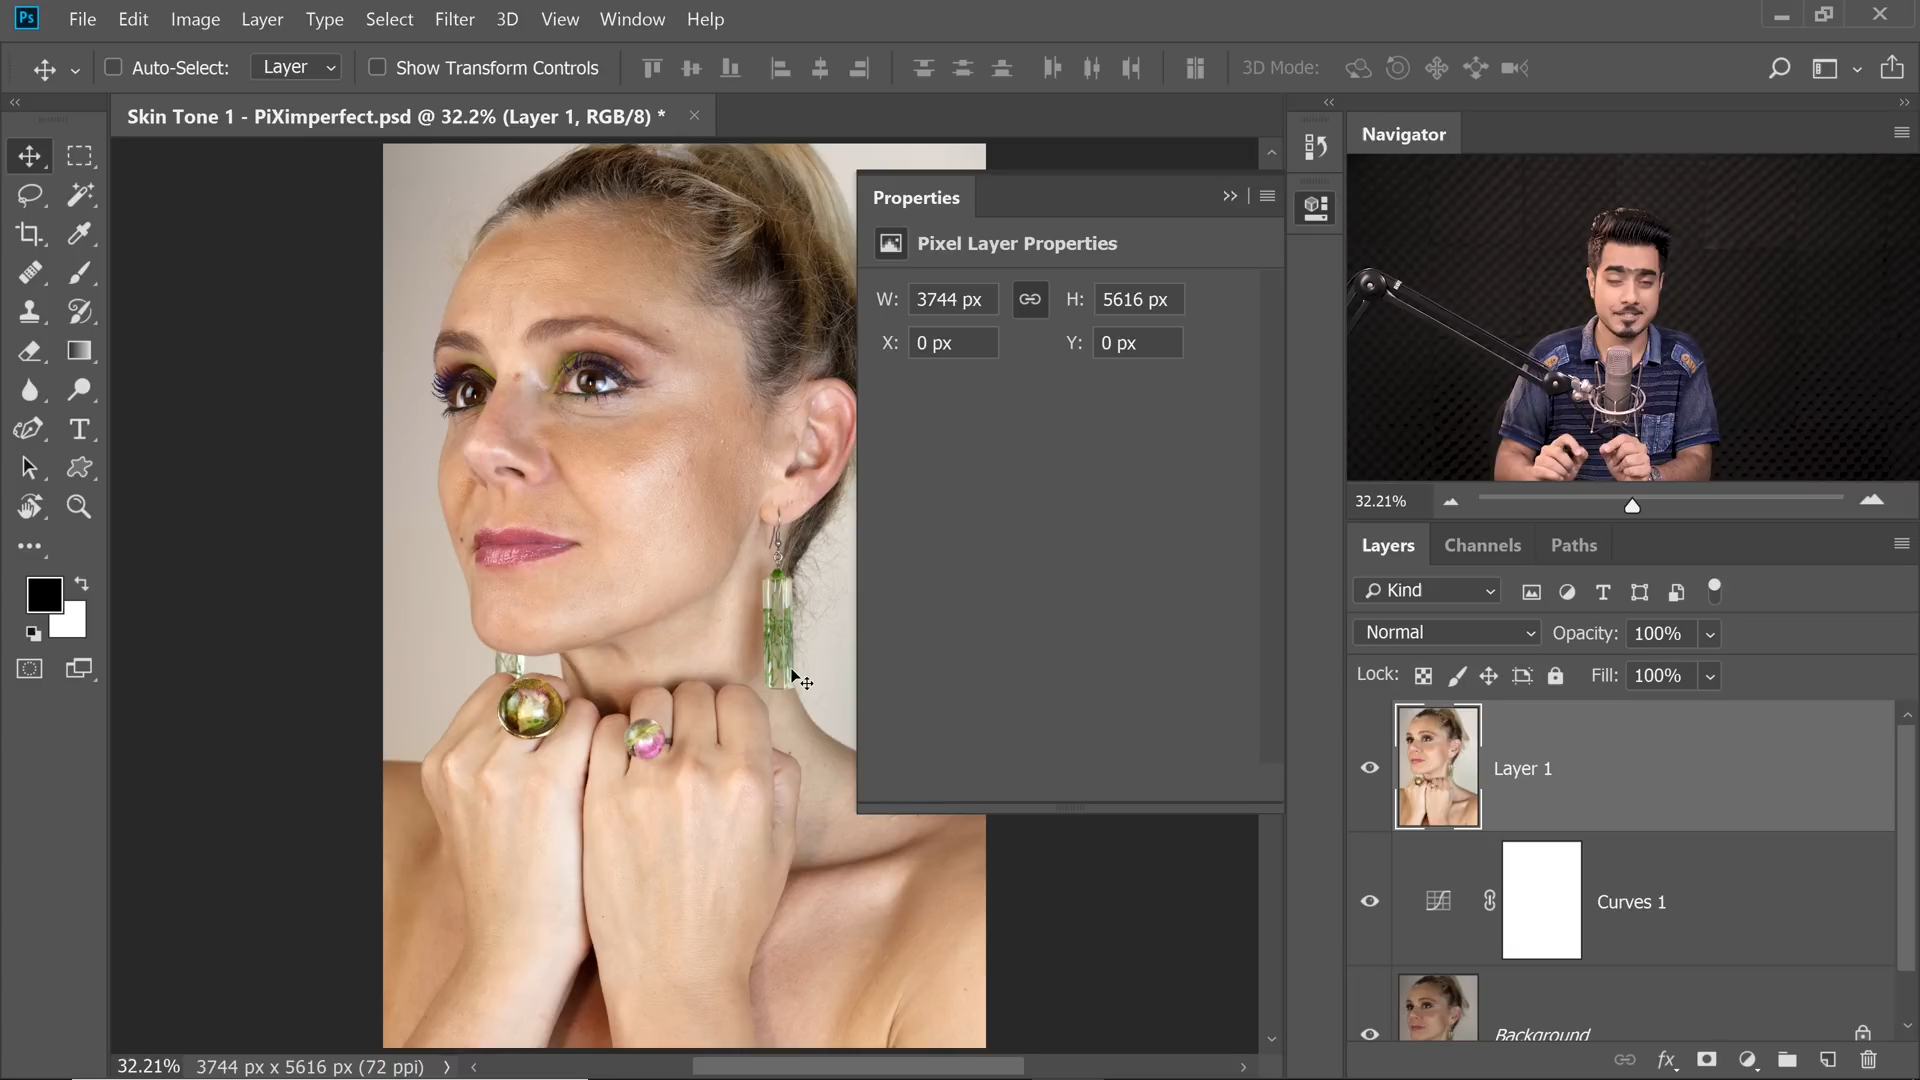 Ps File Edit Image Layer Type Select Filter 3D View Window Help
Auto-Select: Layer Show Transform Controls 3D Mode:
Skin Tone 1 - PiXimperfect.psd @ 32.2% (Layer 1, RGB/8) *
Navigator
Properties
Pixel Layer Properties
W: 3744 px H: 5616 px
X: 0 px Y: 0 px
32.21%
Layers Channels Paths
Kind
Normal Opacity: 100%
Lock: Fill: 100%
Layer 1
Curves 1
Background
fx
32.21% 3744 px x 5616 px (72 ppi)